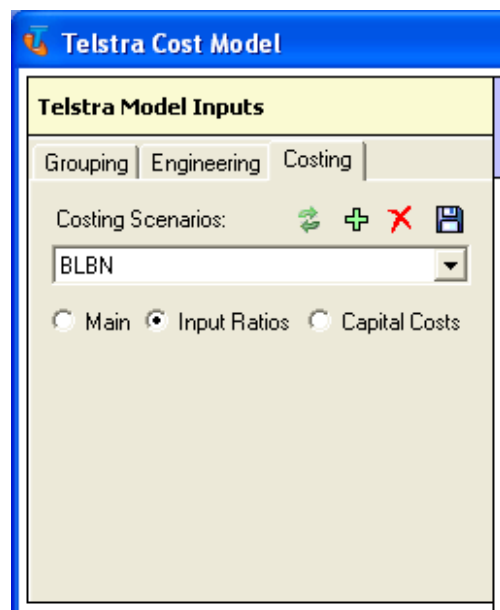 Telstra Cost Model
Telstra Model Inputs
Grouping Engineering Costing
Costing Scenarios:
BLBN
Main Input Ratios Capital Costs